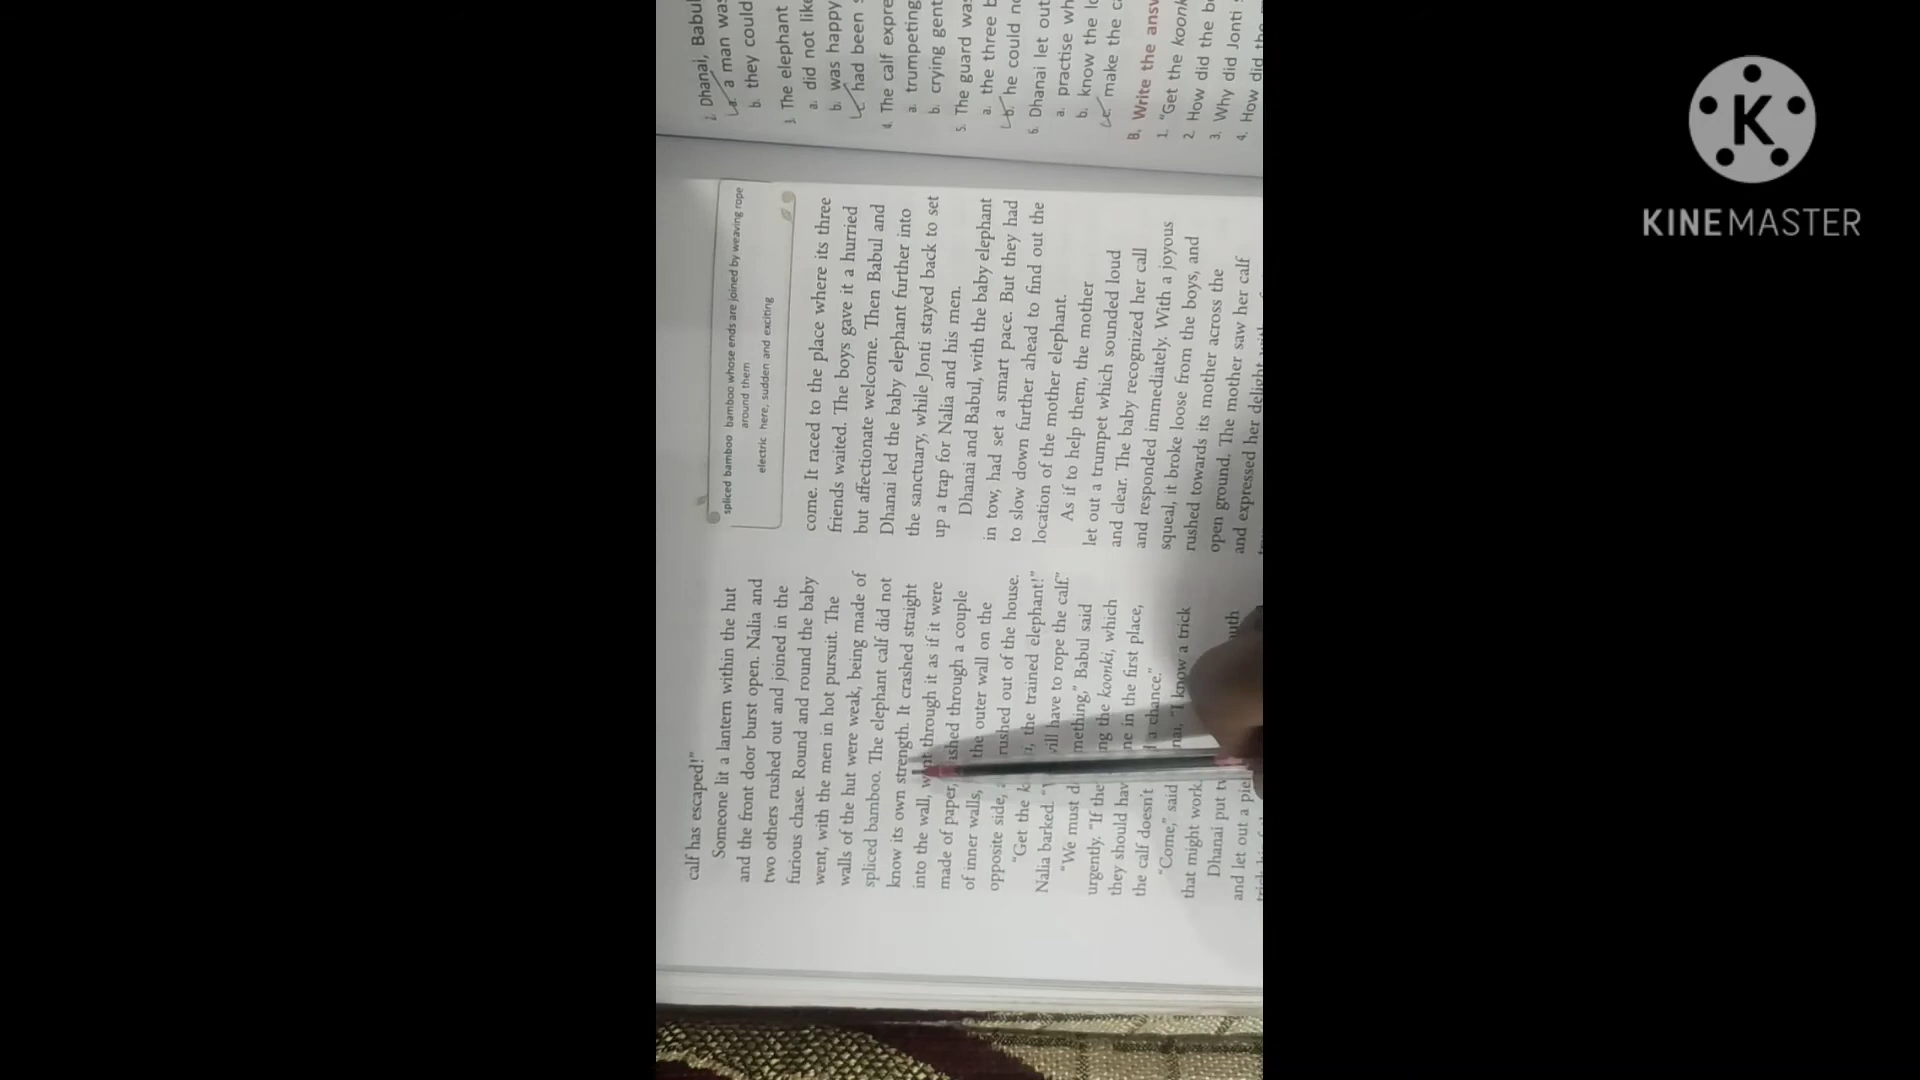 calf has escaped!"
Someone lit a lantern within the hut
and the front door burst open. Nalia and
two others rushed out and joined in the
furious chase. Round and round the baby
went, with the men in hot pursuit. The
walls of the hut were weak, being made of
spliced bamboo. The elephant calf did not
know its own strength. It crashed straight
into the wall, went through it as if it were
made of paper, through a couple
of inner walls, the outer wall on the
opposite side, rushed out of the house.
"Get the the trained elephant!"
Nalia barked. have to rope the calf."
"We must Babul said
urgently. "If the the koonki, which
they should in the first place,
the calf doesn't a chance."
"Come," said "I know a trick
that might work.
Dhanai put
and let out a
spliced bamboo bamboo whose ends are joined by weaving rope
around them
electric here, sudden and exciting
come. It raced to the place where its three
friends waited. The boys gave it a hurried
but affectionate welcome. Then Babul and
Dhanai led the baby elephant further into
the sanctuary, while Jonti stayed back to set
up a trap for Nalia and his men.
Dhanai and Babul, with the baby elephant
in tow, had set a smart pace. But they had
to slow down further ahead to find out the
location of the mother elephant.
As if to help them, the mother
let out a trumpet which sounded loud
and clear. The baby recognized her call
and responded immediately. With a joyous
squeal, it broke loose from the boys, and
rushed towards its mother across the
open ground. The mother saw her calf
and expressed her delight
2. Dhanai, Babul
a. a man was
b. they could
3. The elephant
a. did not like
b. was happy
c. had been
4. The calf expre
a. trumpeting
b. crying gent
5. The guard was
a. the three b
b. he could no
6. Dhanai let out
a. practise wh
b. know the lo
c. make the ca
B. Write the answ
1. "Get the koonk
2. How did the b
3. Why did Jonti
4. How did the
K
KINEMASTER